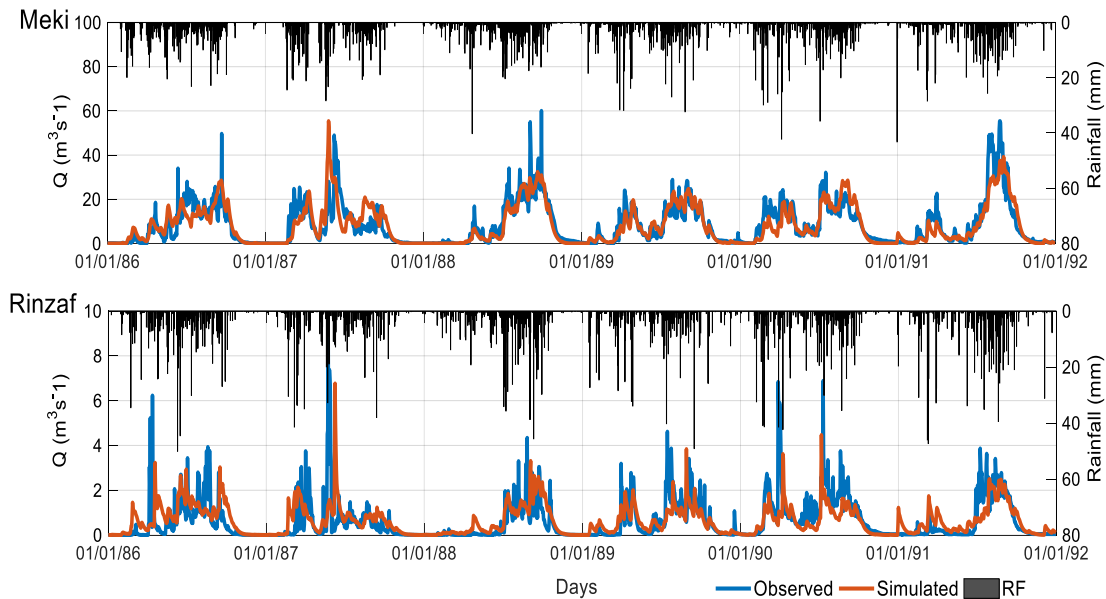 Meki
Q (m³s⁻1)
100
80
60
40
20
0
0
20
40
60
80
Rainfall (mm)
01/01/86 01/01/87 01/01/88 01/01/89 01/01/90 01/01/91 01/01/92
Rinzaf
Q (m³s⁻1)
10
8
6
4
2
0
0
20
40
60
80
Rainfall (mm)
01/01/86 01/01/87 01/01/88 01/01/89 01/01/90 01/01/91 01/01/92
Days
Observed Simulated RF